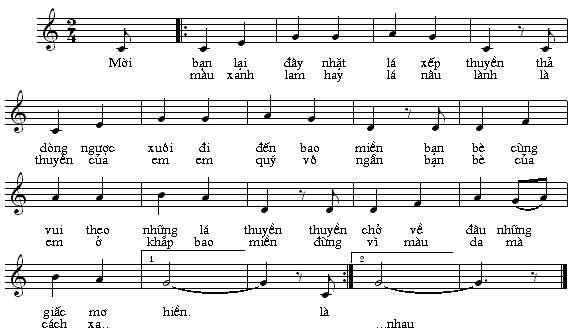 2
4
Mời bạn lại đây nhặt lá xếp thuyền thả
màu xanh lam hay lá nâu lành là
dòng ngược xuôi đi đến bao miền bạn bè cùng
thuyền của em em quý vô ngần bạn bè của
vui theo những lá thuyền thuyền chở về đâu những
em ở khắp bao miền đừng vì màu da mà
1 2
giấc mơ hiền. là
cách xa.. ...nhau